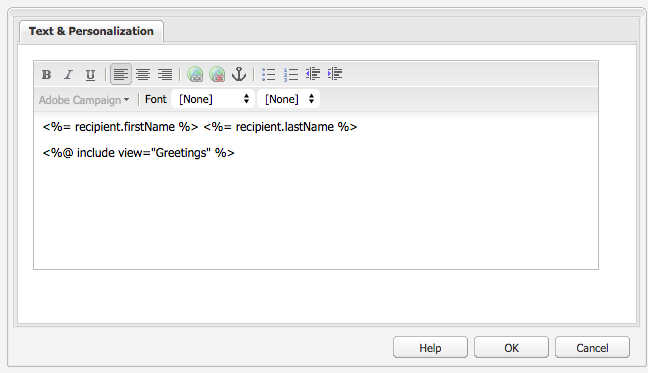 Text & Personalization
B I U
Adobe Campaign Font [None] [None]
<%= recipient.firstName %> <%= recipient.lastName %>
<%@ include view="Greetings" %>
Help OK Cancel